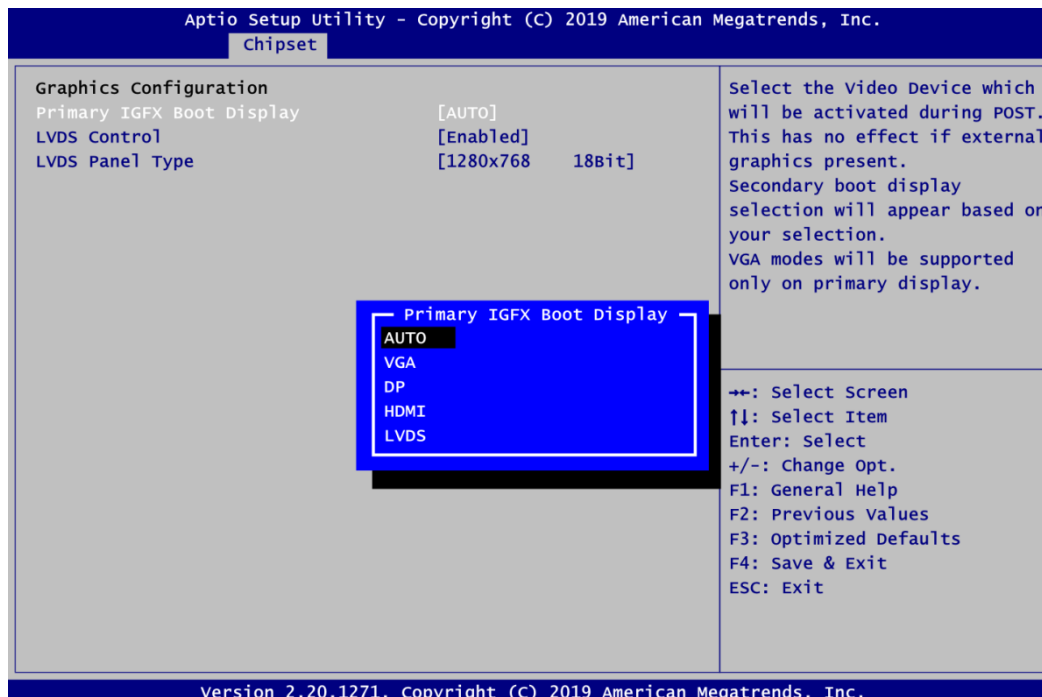 Aptio Setup Utility - Copyright (C) 2019 American Megatrends, Inc.
Chipset
Graphics Configuration
Primary IGFX Boot Display [AUTO]
LVDS Control [Enabled]
LVDS Panel Type [1280x768 18Bit]
Select the Video Device which
will be activated during POST.
This has no effect if external
graphics present.
Secondary boot display
selection will appear based on
your selection.
VGA modes will be supported
only on primary display.
Primary IGFX Boot Display
AUTO
VGA
DP
HDMI
LVDS
→←: Select Screen
↑↓: Select Item
Enter: Select
+/-: Change Opt.
F1: General Help
F2: Previous Values
F3: Optimized Defaults
F4: Save & Exit
ESC: Exit
Version 2.20.1271. Copyright (C) 2019 American Megatrends, Inc.